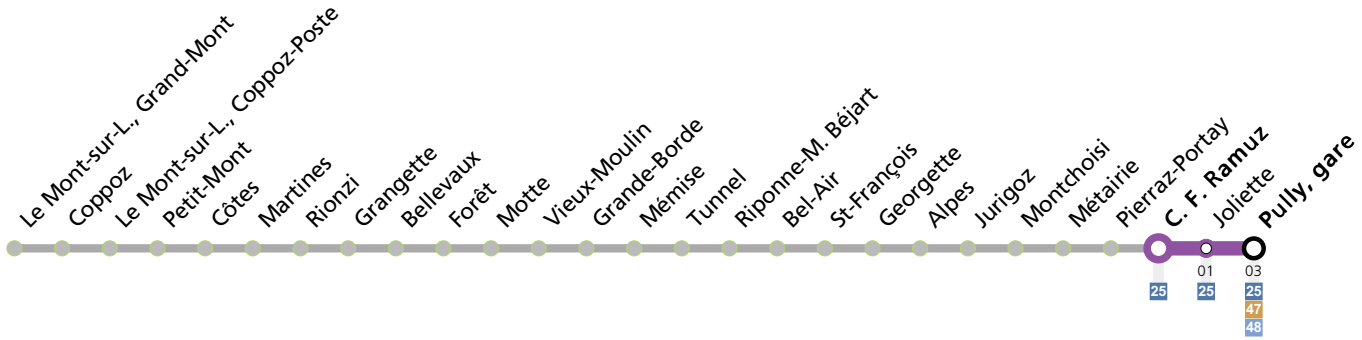 Le Mont-sur-L., Grand-Mont
Coppoz
Le Mont-sur-L., Coppoz-Poste
Petit-Mont
Côtes
Martines
Rionzi
Grangette
Bellevaux
Forêt
Motte
Vieux-Moulin
Grande-Borde
Mémise
Tunnel
Riponne-M. Béjart
Bel-Air
St-François
Georgette
Alpes
Jurigoz
Montchoisi
Métairie
Pierraz-Portay
C. F. Ramuz
Joliette
Pully, gare
01
03
25
25
25
47
48